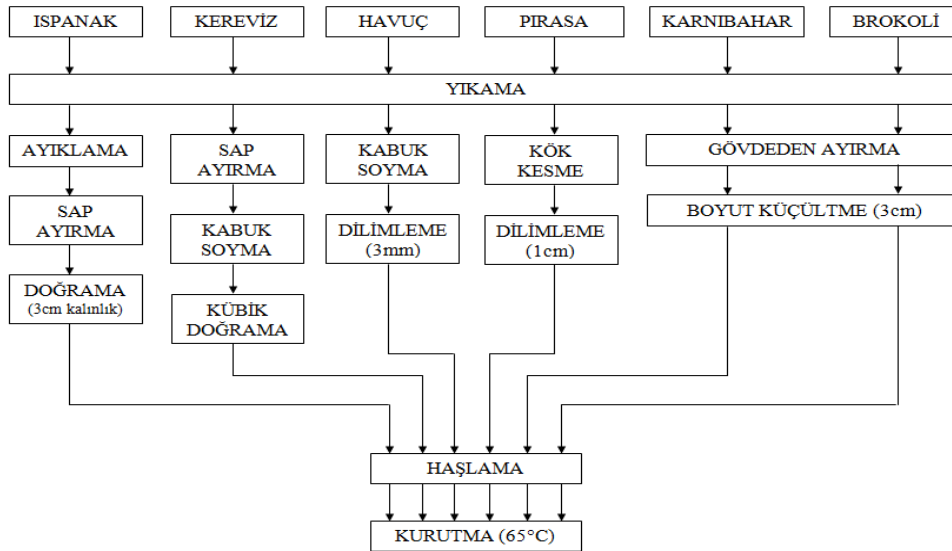 ISPANAK
KEREVİZ
HAVUÇ
PIRASA
KARNIBAHAR
BROKOLİ
YIKAMA
AYIKLAMA
SAP
AYIRMA
KABUK
SOYMA
KÖK
KESME
GÖVDEDEN AYIRMA
SAP
AYIRMA
KABUK
SOYMA
DİLİMLEME
(3mm)
DİLİMLEME
(1cm)
BOYUT KÜÇÜLTME (3cm)
DOĞRAMA
(3cm kalınlık)
KÜBİK
DOĞRAMA
HAŞLAMA
KURUTMA (65°C)